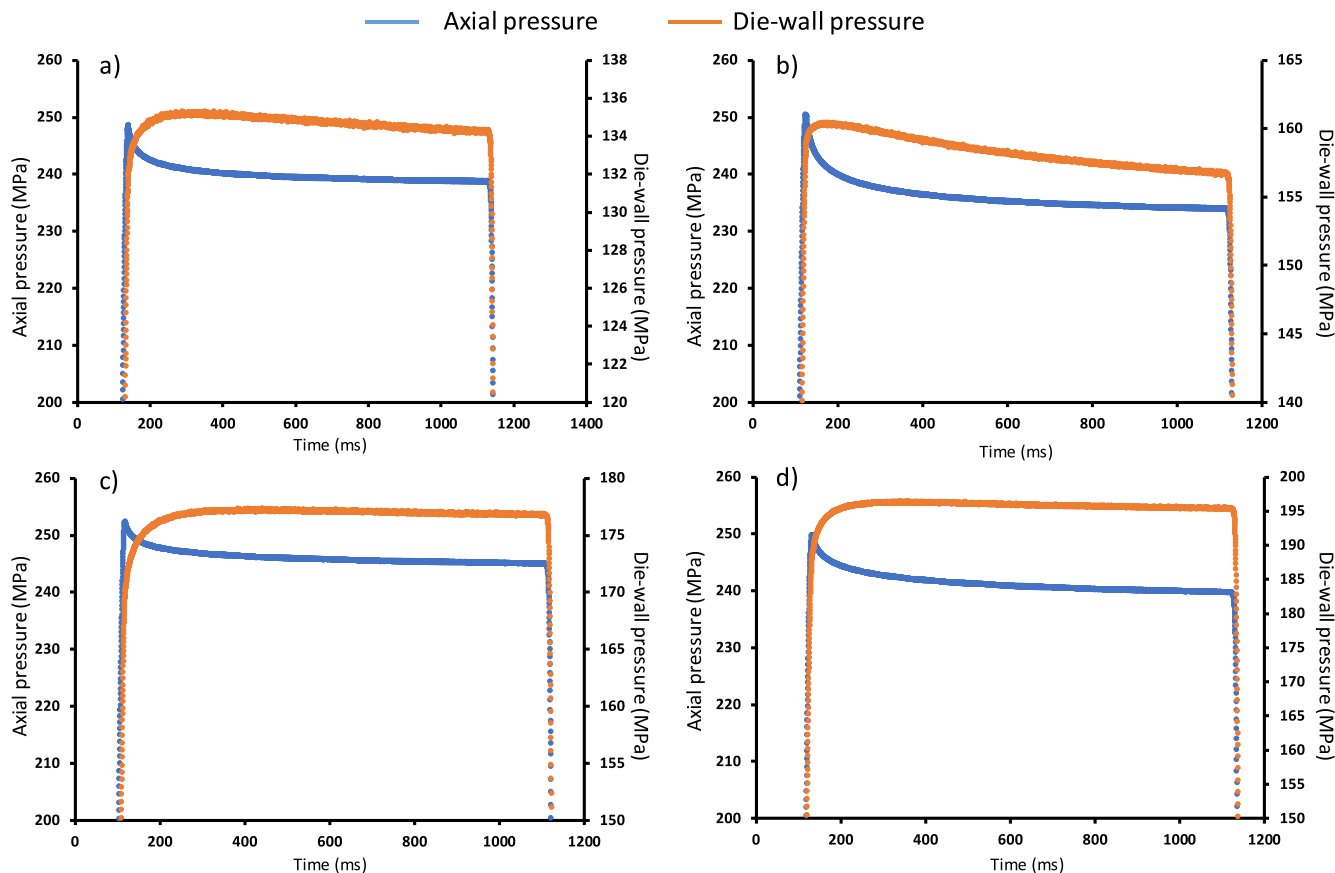 Axial pressure Die-wall pressure
a)
260
250
240
230
220
210
200
Axial pressure (MPa)
138
136
134
132
130
128
126
124
122
120
Die-wall pressure (MPa)
0 200 400 600 800 1000 1200 1400
Time (ms)
b)
260
250
240
230
220
210
200
Axial pressure (MPa)
165
160
155
150
145
140
Die-wall pressure (MPa)
0 200 400 600 800 1000 1200
Time (ms)
c)
260
250
240
230
220
210
200
Axial pressure (MPa)
180
175
170
165
160
155
150
Die-wall pressure (MPa)
0 200 400 600 800 1000 1200
Time (ms)
d)
260
250
240
230
220
210
200
Axial pressure (MPa)
200
195
190
185
180
175
170
165
160
155
150
Die-wall pressure (MPa)
0 200 400 600 800 1000 1200
Time (ms)